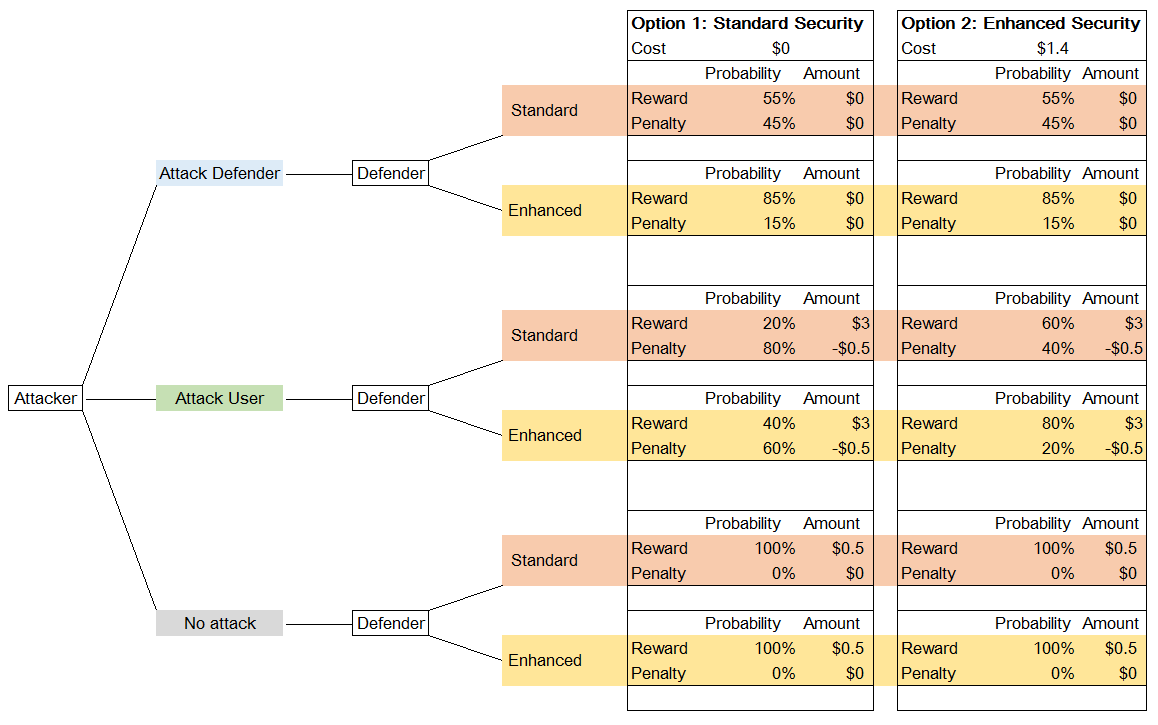 Option 1: Standard Security Option 2: Enhanced Security
Cost $0 Cost $1.4
Probability Amount Probability Amount
Standard Reward 55% $0 Reward 55% $0
Penalty 45% $0 Penalty 45% $0
Attack Defender Defender Probability Amount Probability Amount
Enhanced Reward 85% $0 Reward 85% $0
Penalty 15% $0 Penalty 15% $0
Probability Amount Probability Amount
Standard Reward 20% $3 Reward 60% $3
Penalty 80% -$0.5 Penalty 40% -$0.5
Attacker Attack User Defender Probability Amount Probability Amount
Enhanced Reward 40% $3 Reward 80% $3
Penalty 60% -$0.5 Penalty 20% -$0.5
Probability Amount Probability Amount
Standard Reward 100% $0.5 Reward 100% $0.5
Penalty 0% $0 Penalty 0% $0
No attack Defender Probability Amount Probability Amount
Enhanced Reward 100% $0.5 Reward 100% $0.5
Penalty 0% $0 Penalty 0% $0